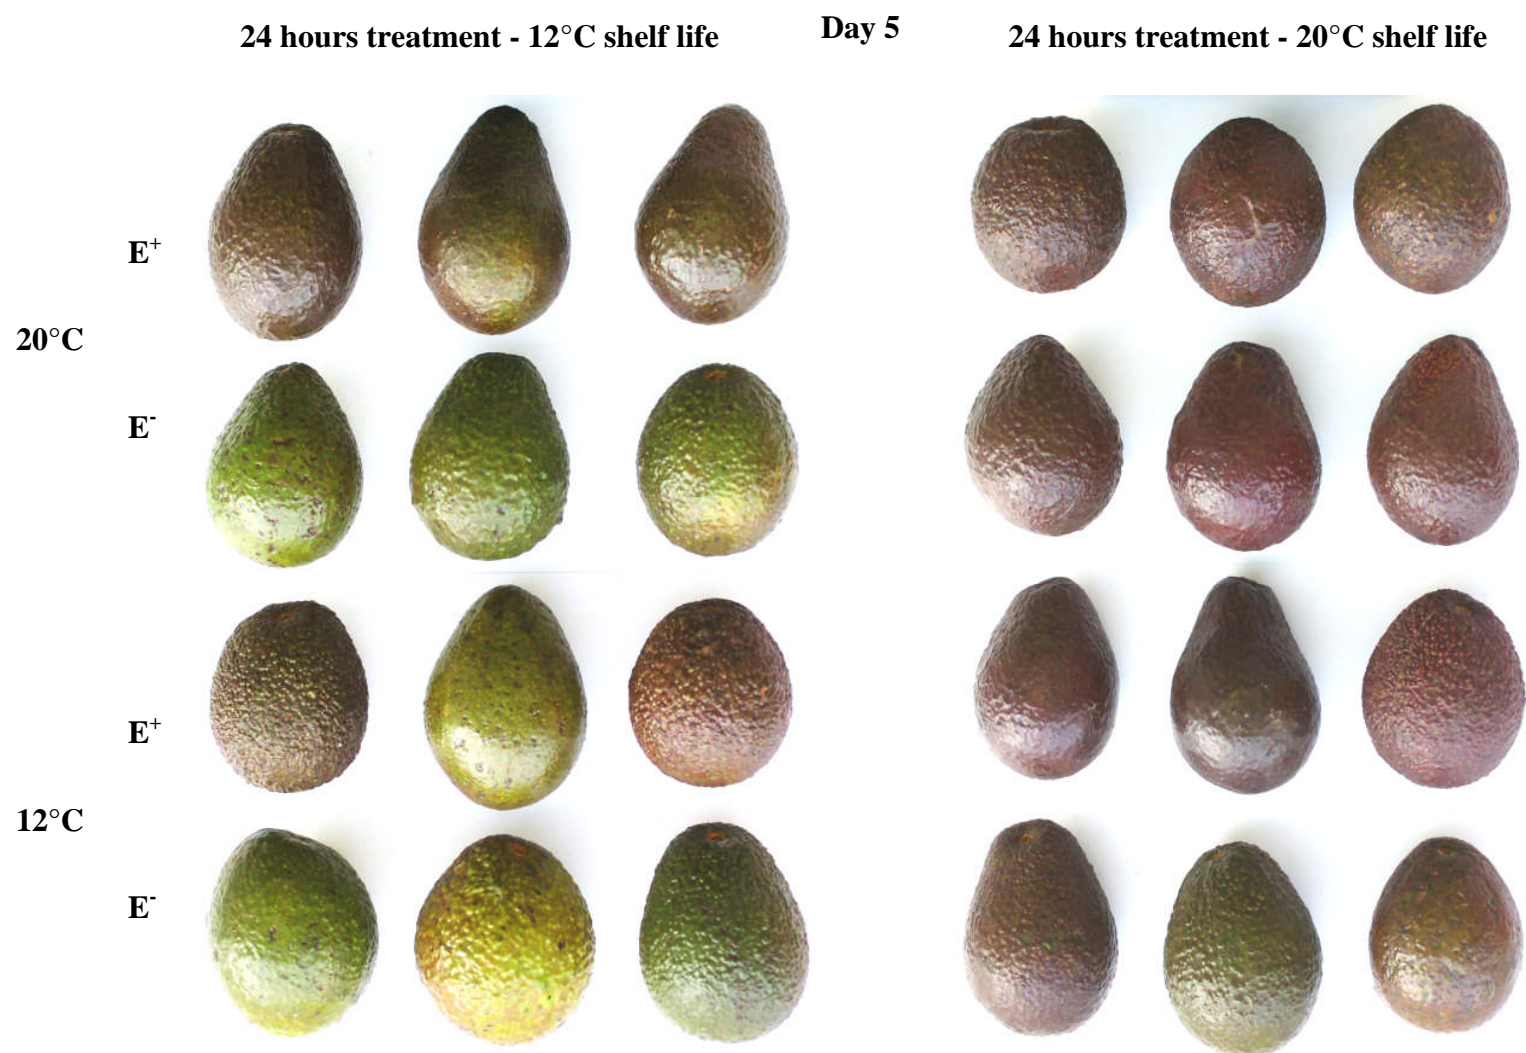 24 hours treatment - 12°C shelf life
Day 5
24 hours treatment - 20°C shelf life
E⁺
20°C
E⁻
E⁺
12°C
E⁻